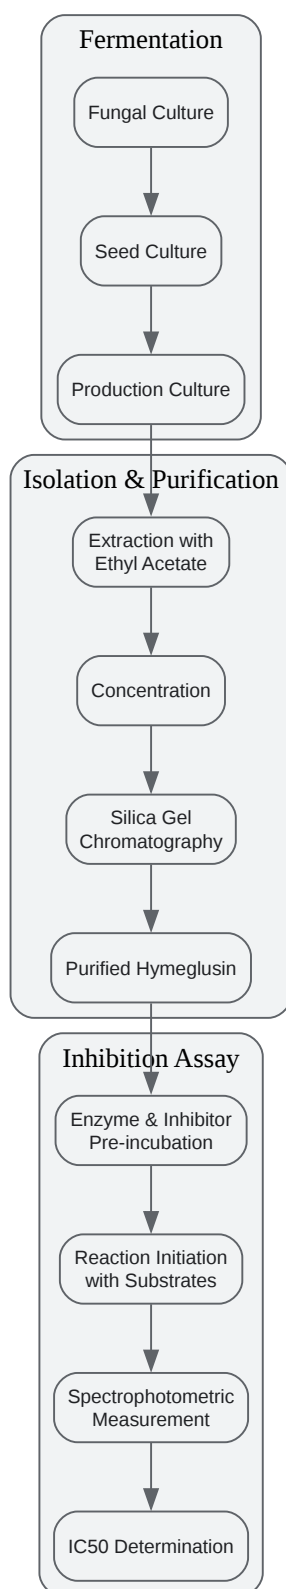 Fermentation
Fungal Culture
Seed Culture
Production Culture
Isolation & Purification
Extraction with
Ethyl Acetate
Concentration
Silica Gel
Chromatography
Purified Hymeglusin
Inhibition Assay
Enzyme & Inhibitor
Pre-incubation
Reaction Initiation
with Substrates
Spectrophotometric
Measurement
IC50 Determination